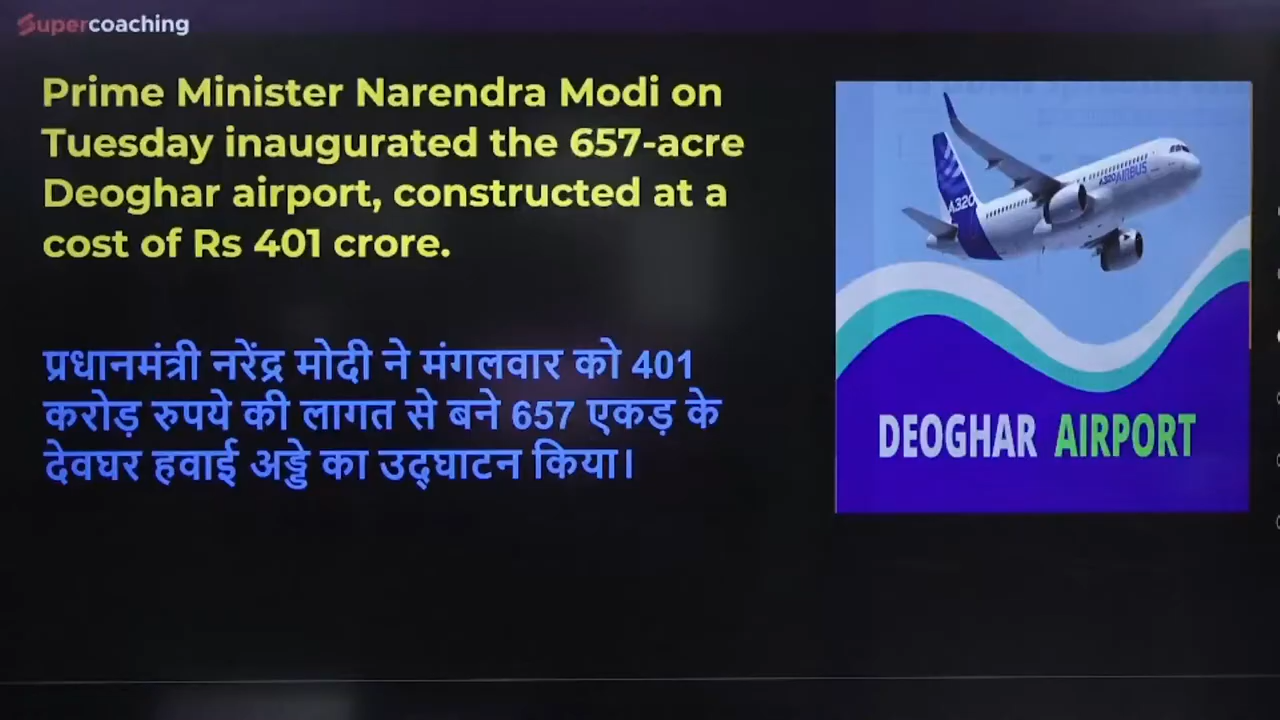 Supercoaching
Prime Minister Narendra Modi on
Tuesday inaugurated the 657-acre
Deoghar airport, constructed at a
cost of Rs 401 crore.
प्रधानमंत्री नरेंद्र मोदी ने मंगलवार को 401
करोड़ रुपये की लागत से बने 657 एकड़ के
देवघर हवाई अड्डे का उद्घाटन किया।
A320
A320 AIRBUS
DEOGHAR AIRPORT